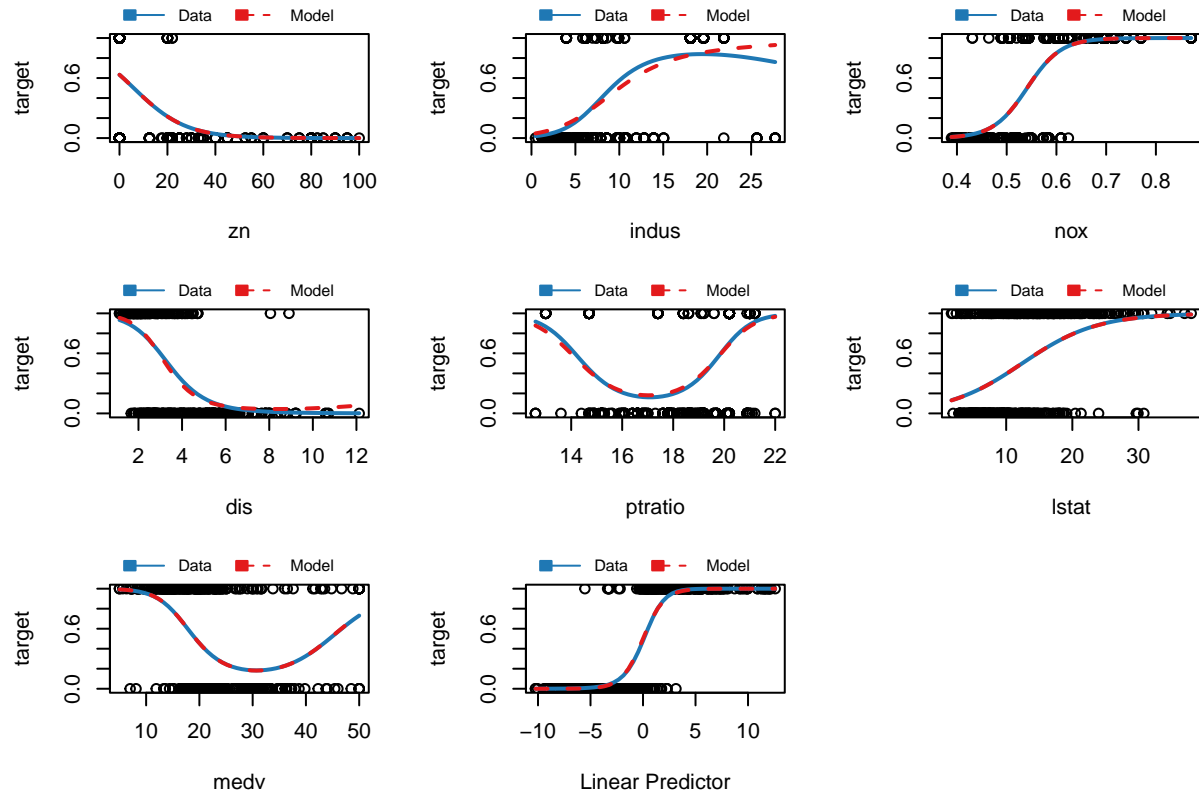 Data Model
target
0.0 0.6
0 20 40 60 80 100
zn
Data Model
target
0.0 0.6
0 5 10 15 20 25
indus
Data Model
target
0.0 0.6
0.4 0.5 0.6 0.7 0.8
nox
Data Model
target
0.0 0.6
2 4 6 8 10 12
dis
Data Model
target
0.0 0.6
14 16 18 20 22
ptratio
Data Model
target
0.0 0.6
10 20 30
lstat
Data Model
target
0.0 0.6
10 20 30 40 50
medv
Data Model
target
0.0 0.6
−10 −5 0 5 10
Linear Predictor